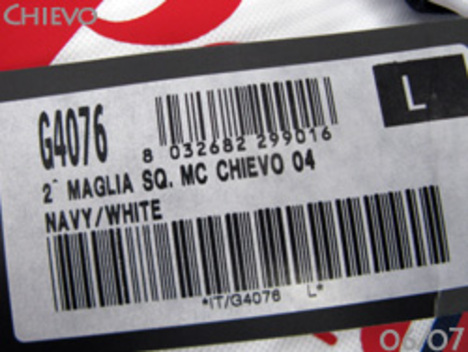 CHIEVO
L
G4076
8 032682 299016
2^ MAGLIA SQ. MC CHIEVO 04
NAVY/WHITE
*IT/G4076 L*
06/07